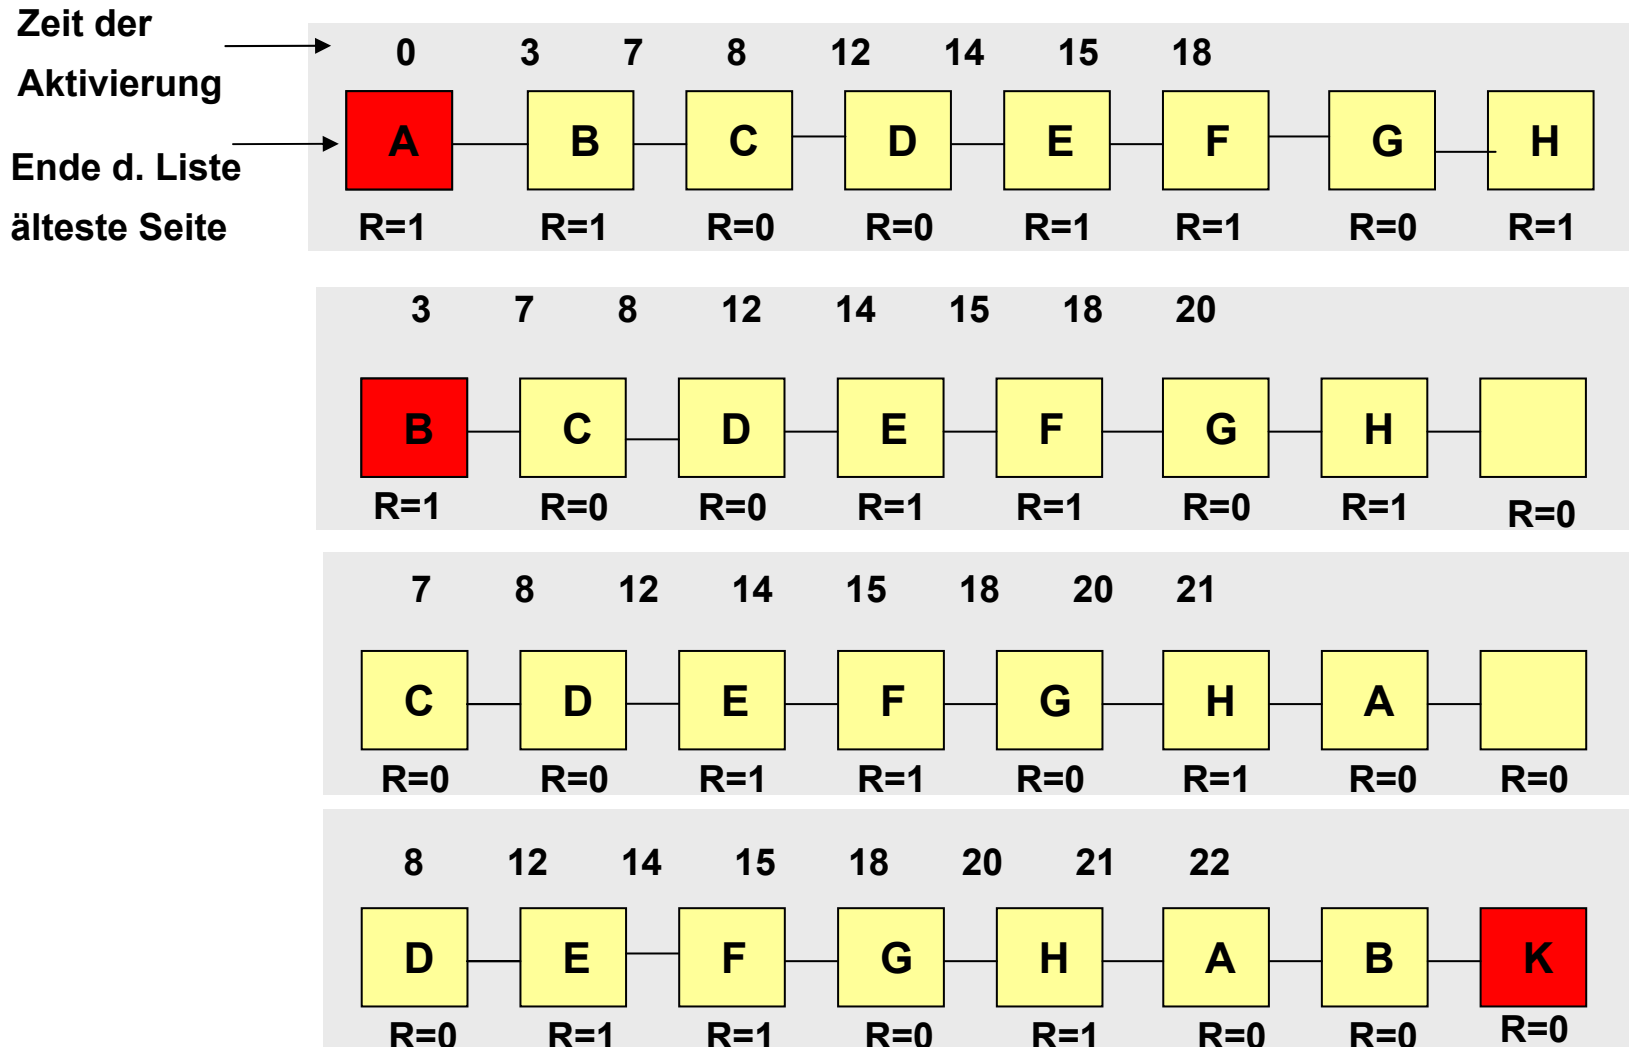 Zeit der
Aktivierung
Ende d. Liste
älteste Seite
0 3 7 8 12 14 15 18
A B C D E F G H
R=1 R=1 R=0 R=0 R=1 R=1 R=0 R=1
3 7 8 12 14 15 18 20
B C D E F G H
R=1 R=0 R=0 R=1 R=1 R=0 R=1 R=0
7 8 12 14 15 18 20 21
C D E F G H A
R=0 R=0 R=1 R=1 R=0 R=1 R=0 R=0
8 12 14 15 18 20 21 22
D E F G H A B K
R=0 R=1 R=1 R=0 R=1 R=0 R=0 R=0